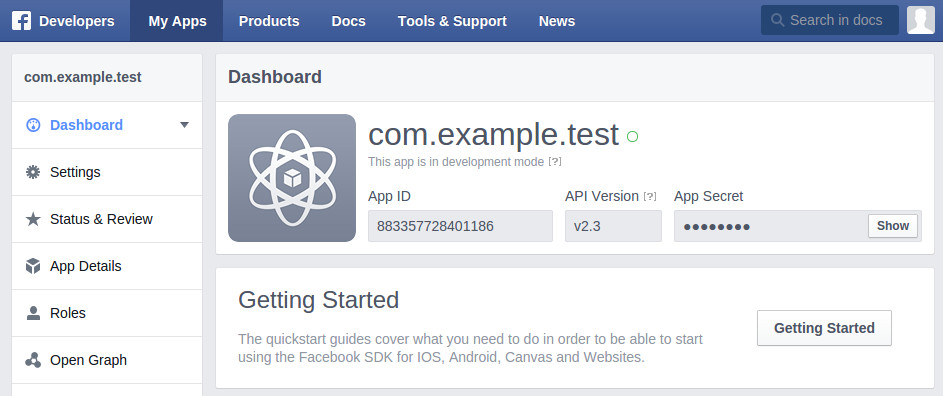 Developers My Apps Products Docs Tools & Support News Search in docs
com.example.test
Dashboard
Settings
Status & Review
App Details
Roles
Open Graph
Dashboard
com.example.test
This app is in development mode [?]
App ID API Version [?] App Secret
883357728401186 v2.3 ●●●●●●●● Show
Getting Started
The quickstart guides cover what you need to do in order to be able to start
using the Facebook SDK for IOS, Android, Canvas and Websites.
Getting Started